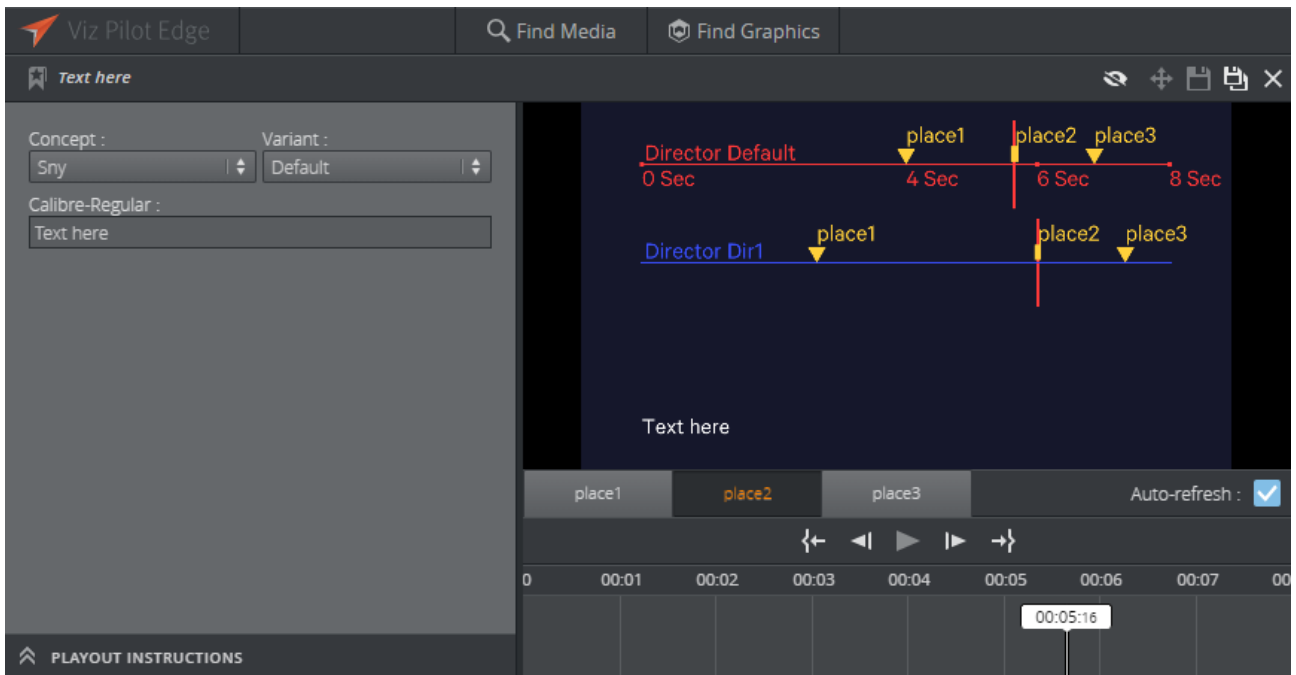 Viz Pilot Edge
Find Media
Find Graphics
Text here
Concept :
Variant :
Sny
Default
Calibre-Regular :
Text here
place1
place2
place3
Director Default
0 Sec
4 Sec
6 Sec
8 Sec
place1
place2
place3
Director Dir1
Text here
place1
place2
place3
Auto-refresh :
0
00:01
00:02
00:03
00:04
00:05
00:06
00:07
00
00:05:16
PLAYOUT INSTRUCTIONS